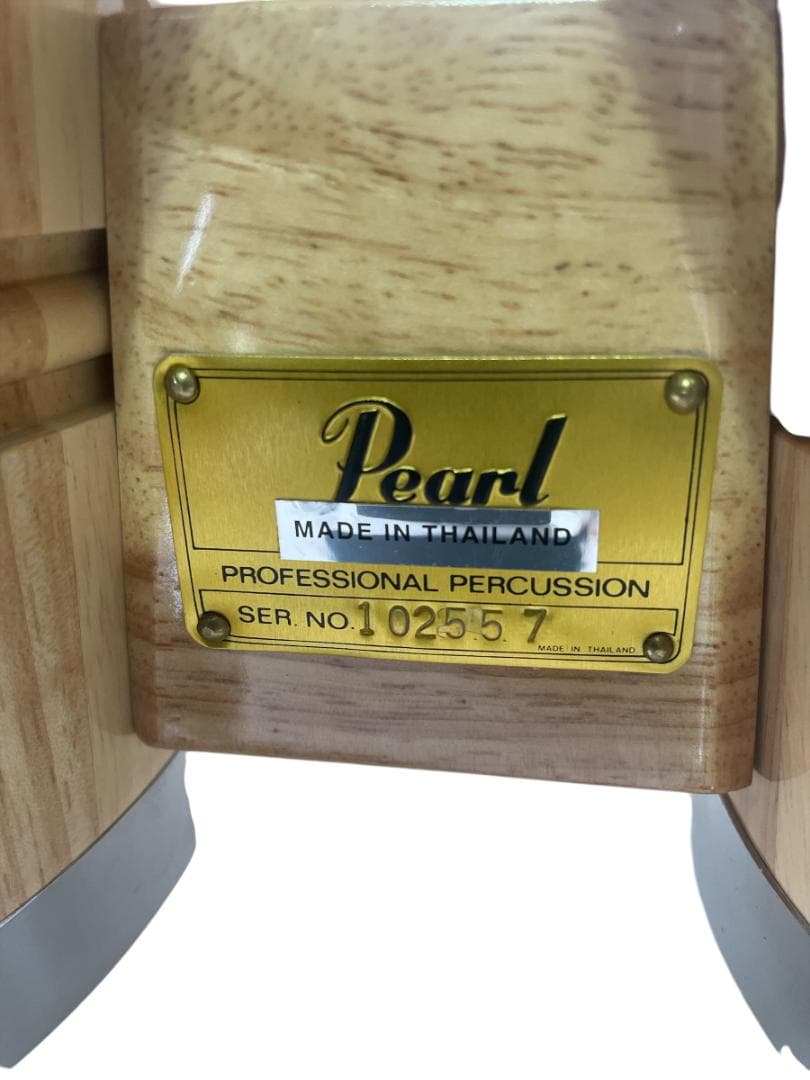 Pearl
MADE IN THAILAND
PROFESSIONAL PERCUSSION
SER. NO. 102557
MADE IN THAILAND